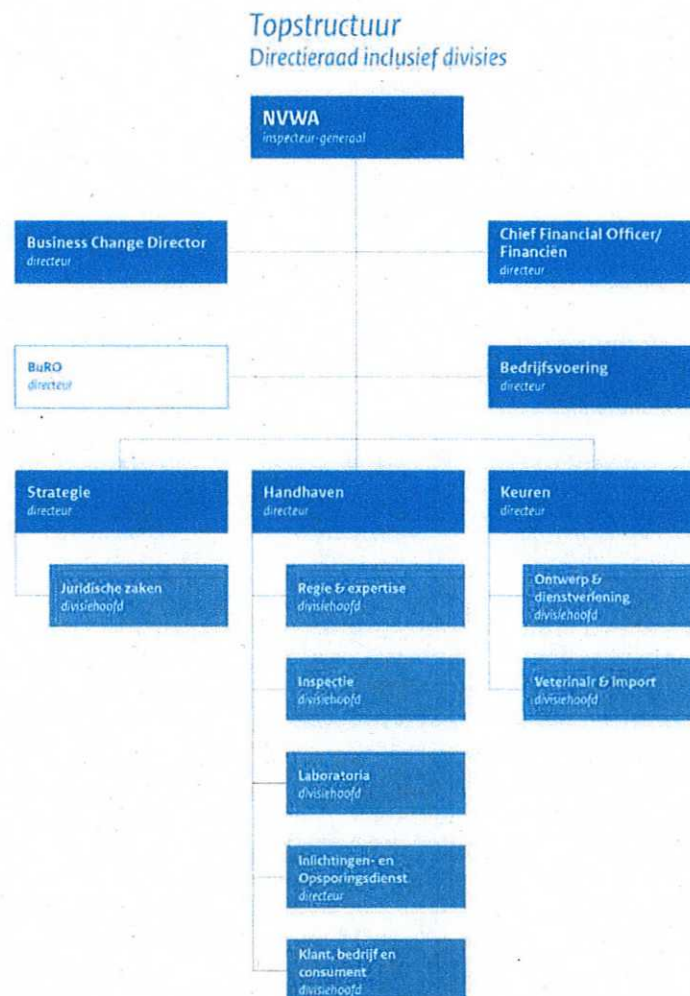 Topstructuur
Directieraad inclusief divisies
NVWA
inspecteur-generaal
Business Change Director
directeur
Chief Financial Officer/
Financiën
directeur
BuRO
directeur
Bedrijfsvoering
directeur
Strategie
directeur
Handhaven
directeur
Keuren
directeur
Juridische zaken
divisiehoofd
Regie & expertise
divisiehoofd
Ontwerp &
dienstverlening
divisiehoofd
Inspectie
divisiehoofd
Veterinair & import
divisiehoofd
Laboratoria
divisiehoofd
Inlichtingen- en
Opsporingsdienst
directeur
Klant, bedrijf en
consument
divisiehoofd